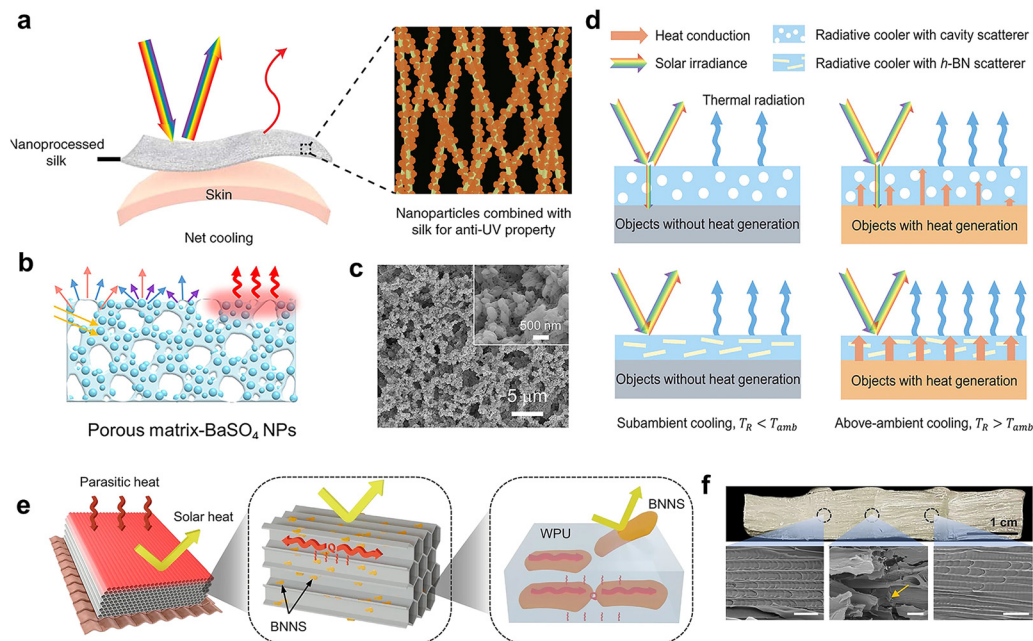 a
Nanoprocessed
silk
Skin
Net cooling
Nanoparticles combined with
silk for anti-UV property
b
Porous matrix-BaSO₄ NPs
c
500 nm
5 μm
d
Heat conduction
Radiative cooler with cavity scatterer
Solar irradiance
Radiative cooler with h-BN scatterer
Thermal radiation
Objects without heat generation
Objects with heat generation
Objects without heat generation
Objects with heat generation
Subambient cooling, T_R < T_amb
Above-ambient cooling, T_R > T_amb
e
Parasitic heat
Solar heat
Q
BNNS
WPU
BNNS
Q
f
1 cm